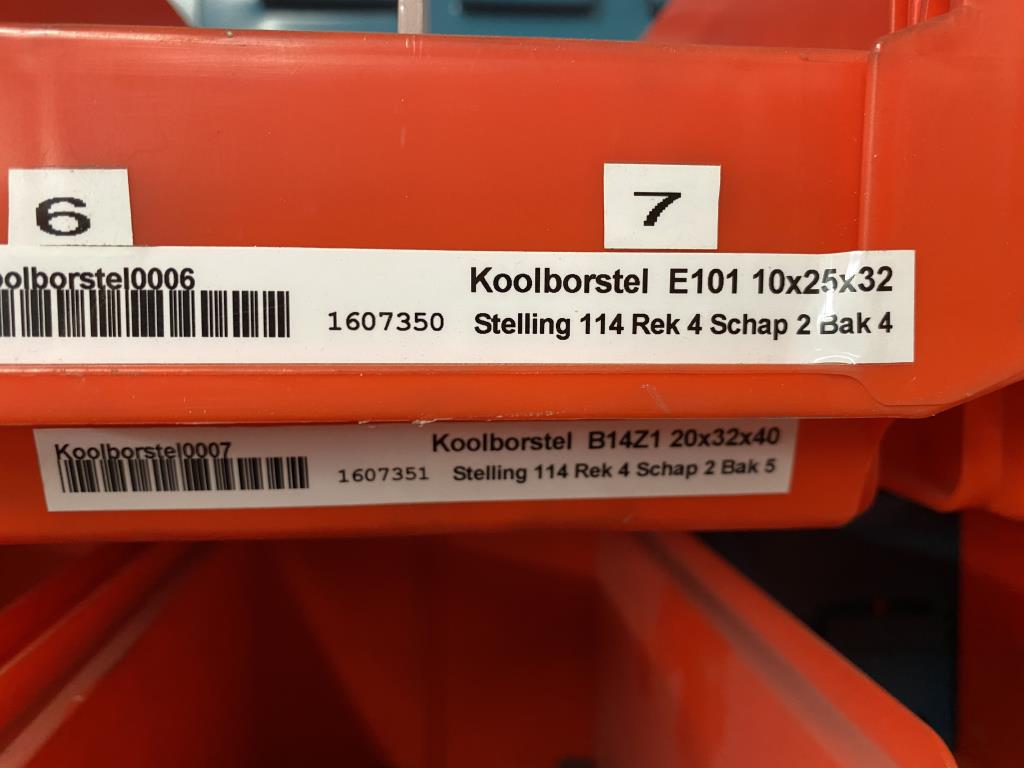 6
7
oolborstel0006
Koolborstel E101 10x25x32
1607350
Stelling 114 Rek 4 Schap 2 Bak 4
Koolborstel0007
Koolborstel B14Z1 20x32x40
1607351
Stelling 114 Rek 4 Schap 2 Bak 5